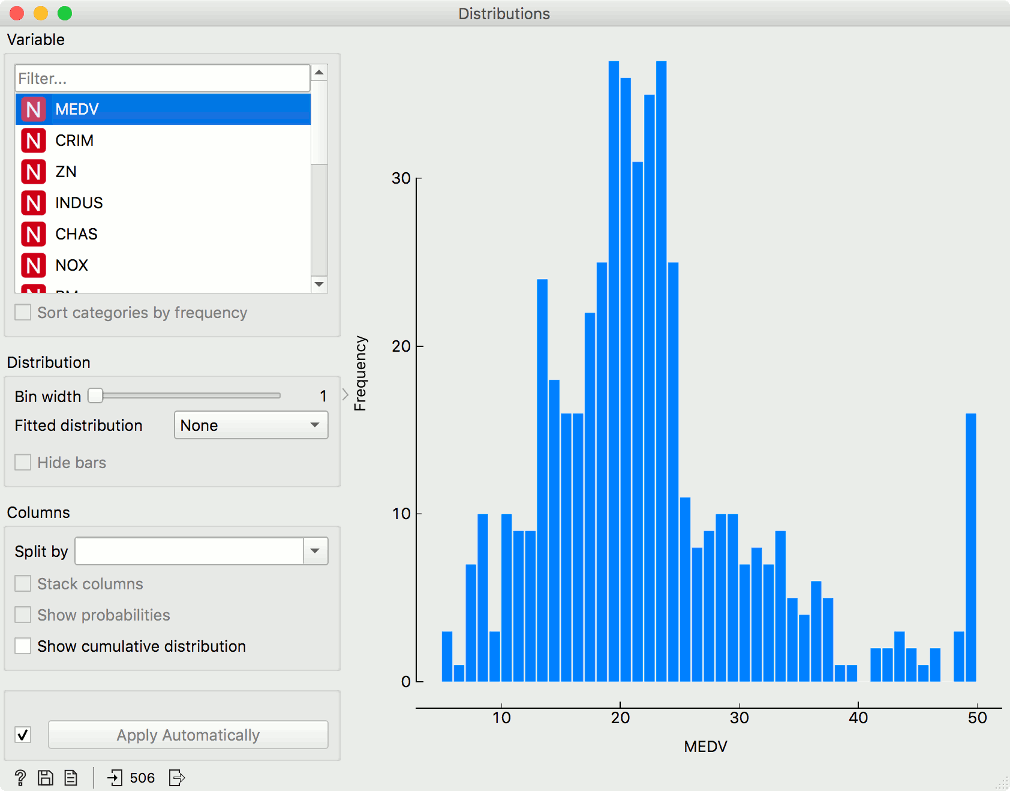 Distributions
Variable
Filter...
N MEDV
N CRIM
N ZN
N INDUS
N CHAS
N NOX
Sort categories by frequency
Distribution
Bin width 1
Fitted distribution None
Hide bars
Columns
Split by
Stack columns
Show probabilities
Show cumulative distribution
Apply Automatically
? 506
Frequency
30
20
10
0
10 20 30 40 50
MEDV